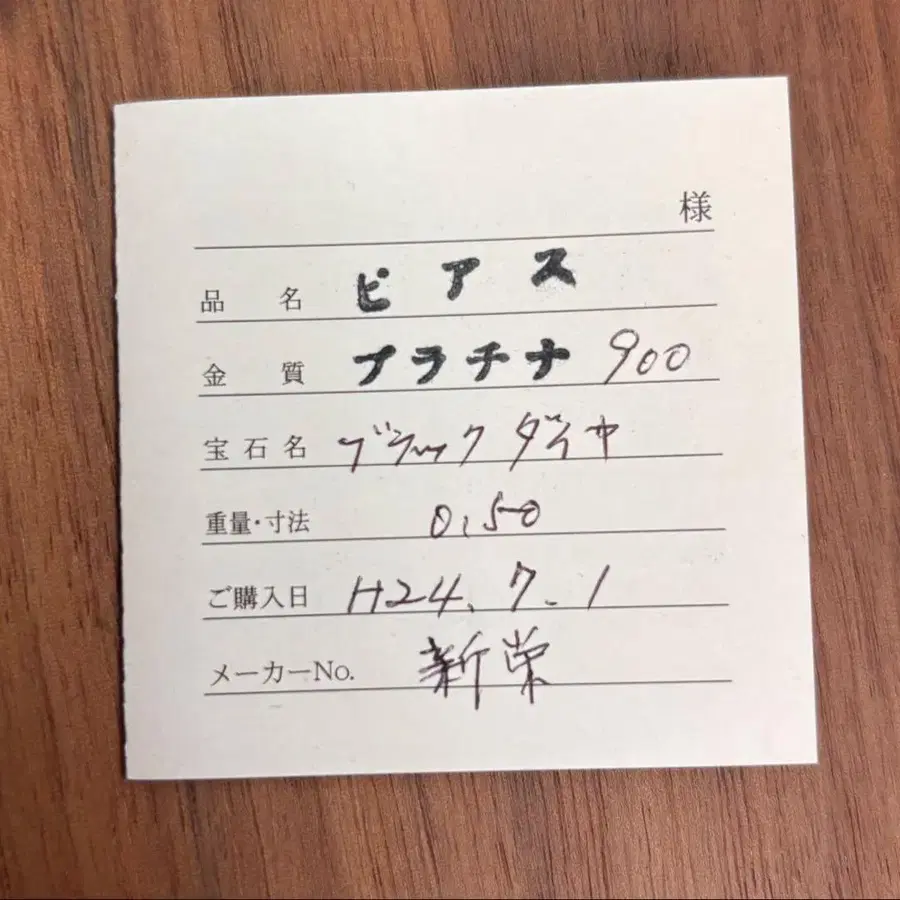 様
品名 ピアス
金質 プラチナ 900
宝石名 ブラックダイヤ
重量・寸法 0.50
ご購入日 H24.7.1
メーカーNo. 新栄